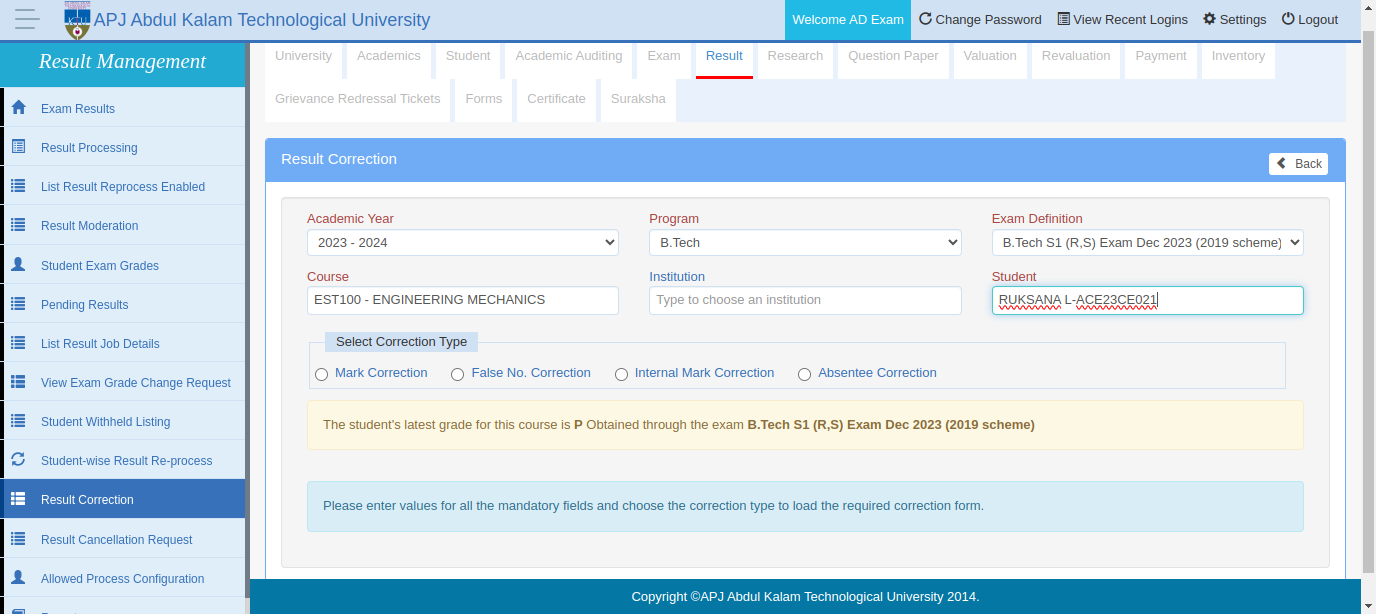 APJ Abdul Kalam Technological University
Welcome AD Exam Change Password View Recent Logins Settings Logout
Result Management
Exam Results
Result Processing
List Result Reprocess Enabled
Result Moderation
Student Exam Grades
Pending Results
List Result Job Details
View Exam Grade Change Request
Student Withheld Listing
Student-wise Result Re-process
Result Correction
Result Cancellation Request
Allowed Process Configuration
University Academics Student Academic Auditing Exam Result Research Question Paper Valuation Revaluation Payment Inventory
Grievance Redressal Tickets Forms Certificate Suraksha
Result Correction
Back
Academic Year Program Exam Definition
2023 - 2024 B.Tech B.Tech S1 (R,S) Exam Dec 2023 (2019 scheme)
Course Institution Student
EST100 - ENGINEERING MECHANICS Type to choose an institution RUKSANA L-ACE23CE021
Select Correction Type
Mark Correction False No. Correction Internal Mark Correction Absentee Correction
The student's latest grade for this course is P Obtained through the exam B.Tech S1 (R,S) Exam Dec 2023 (2019 scheme)
Please enter values for all the mandatory fields and choose the correction type to load the required correction form.
Copyright ©APJ Abdul Kalam Technological University 2014.